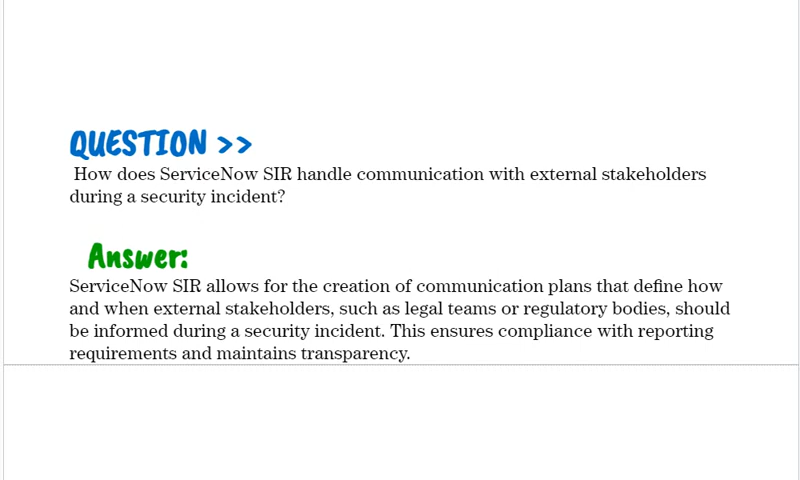 QUESTION >>
How does ServiceNow SIR handle communication with external stakeholders
during a security incident?
Answer:
ServiceNow SIR allows for the creation of communication plans that define how
and when external stakeholders, such as legal teams or regulatory bodies, should
be informed during a security incident. This ensures compliance with reporting
requirements and maintains transparency.